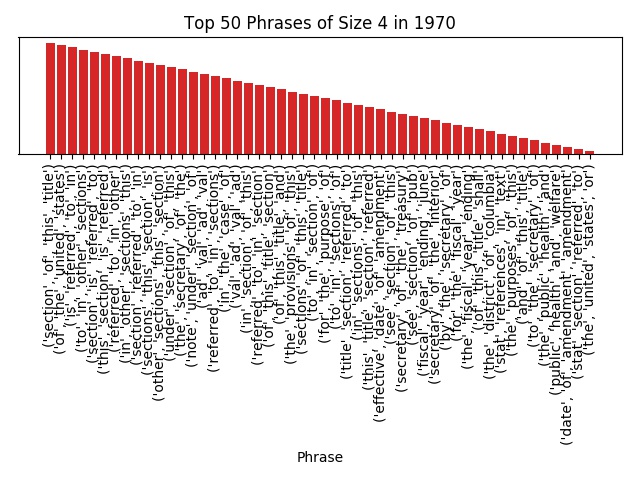 Top 50 Phrases of Size 4 in 1970
('section', 'of', 'this', 'title')
('of', 'the', 'united', 'states')
('is', 'referred', 'to', 'in')
('to', 'in', 'other', 'sections')
('section', 'is', 'referred', 'to')
('this', 'section', 'is', 'referred')
('referred', 'to', 'in', 'other')
('in', 'other', 'sections', 'this')
('section', 'referred', 'to', 'in')
('sections', 'this', 'section', 'is')
('other', 'sections', 'this', 'section')
('under', 'section', 'of', 'this')
('the', 'secretary', 'of', 'the')
('note', 'under', 'section', 'of')
('ad', 'val', 'ad', 'val')
('referred', 'to', 'in', 'sections')
('in', 'the', 'case', 'of')
('val', 'ad', 'val', 'ad')
('in', 'section', 'of', 'this')
('referred', 'to', 'in', 'section')
('of', 'this', 'title', 'section')
('of', 'this', 'title', 'and')
('the', 'provisions', 'of', 'this')
('sections', 'of', 'this', 'title')
('to', 'in', 'section', 'of')
('for', 'the', 'purpose', 'of')
('to', 'in', 'sections', 'of')
('title', 'section', 'referred', 'to')
('in', 'sections', 'of', 'this')
('this', 'title', 'section', 'referred')
('effective', 'date', 'of', 'amendment')
('see', 'section', 'of', 'this')
('secretary', 'of', 'the', 'treasury')
('see', 'section', 'of', 'pub')
('fiscal', 'year', 'ending', 'june')
('secretary', 'of', 'the', 'interior')
('by', 'the', 'secretary', 'of')
('for', 'the', 'fiscal', 'year')
('the', 'fiscal', 'year', 'ending')
('of', 'this', 'title', 'shall')
('the', 'district', 'of', 'columbia')
('stat', 'references', 'in', 'text')
('the', 'purposes', 'of', 'this')
('and', 'of', 'this', 'title')
('to', 'the', 'secretary', 'of')
('the', 'public', 'health', 'and')
('public', 'health', 'and', 'welfare')
('date', 'of', 'amendment', 'amendment')
('stat', 'section', 'referred', 'to')
('the', 'united', 'states', 'or')
Phrase